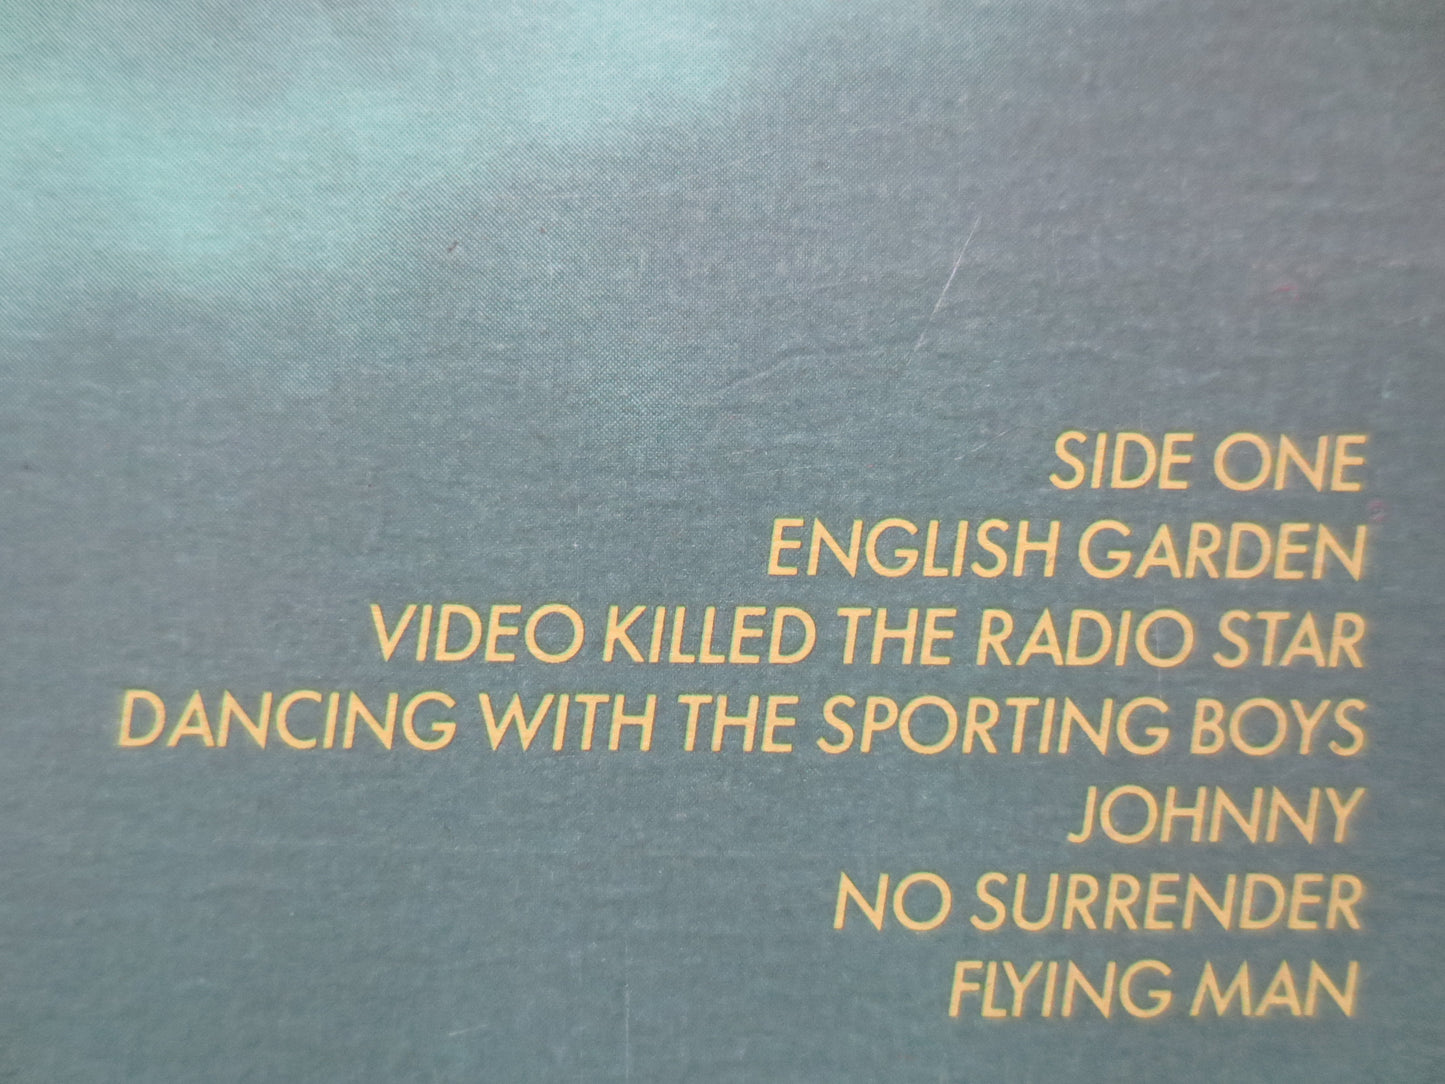 SIDE ONE
ENGLISH GARDEN
VIDEO KILLED THE RADIO STAR
DANCING WITH THE SPORTING BOYS
JOHNNY
NO SURRENDER
FLYING MAN